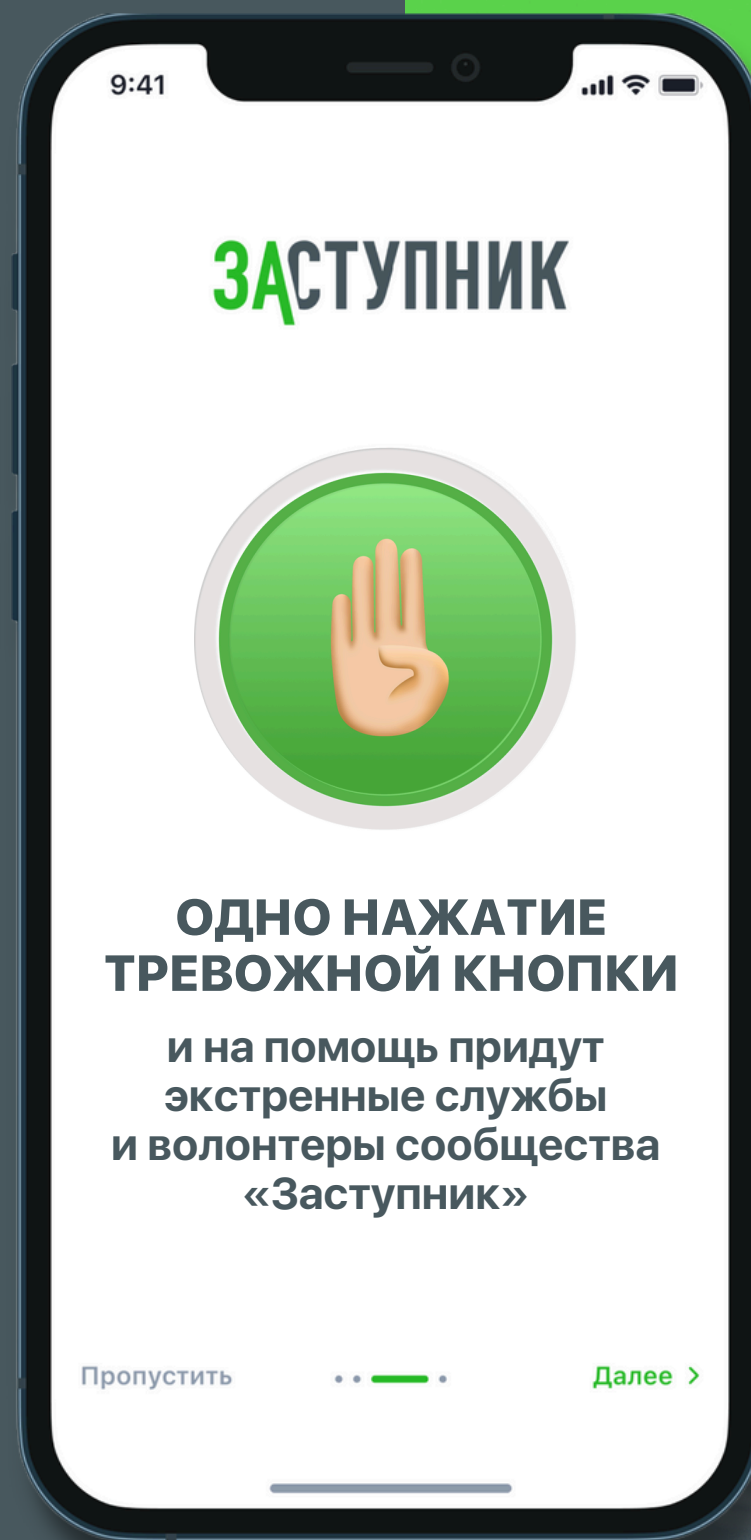 9:41
ЗАСТУПНИК
ОДНО НАЖАТИЕ
ТРЕВОЖНОЙ КНОПКИ
и на помощь придут
экстренные службы
и волонтеры сообщества
«Заступник»
Пропустить
Далее >